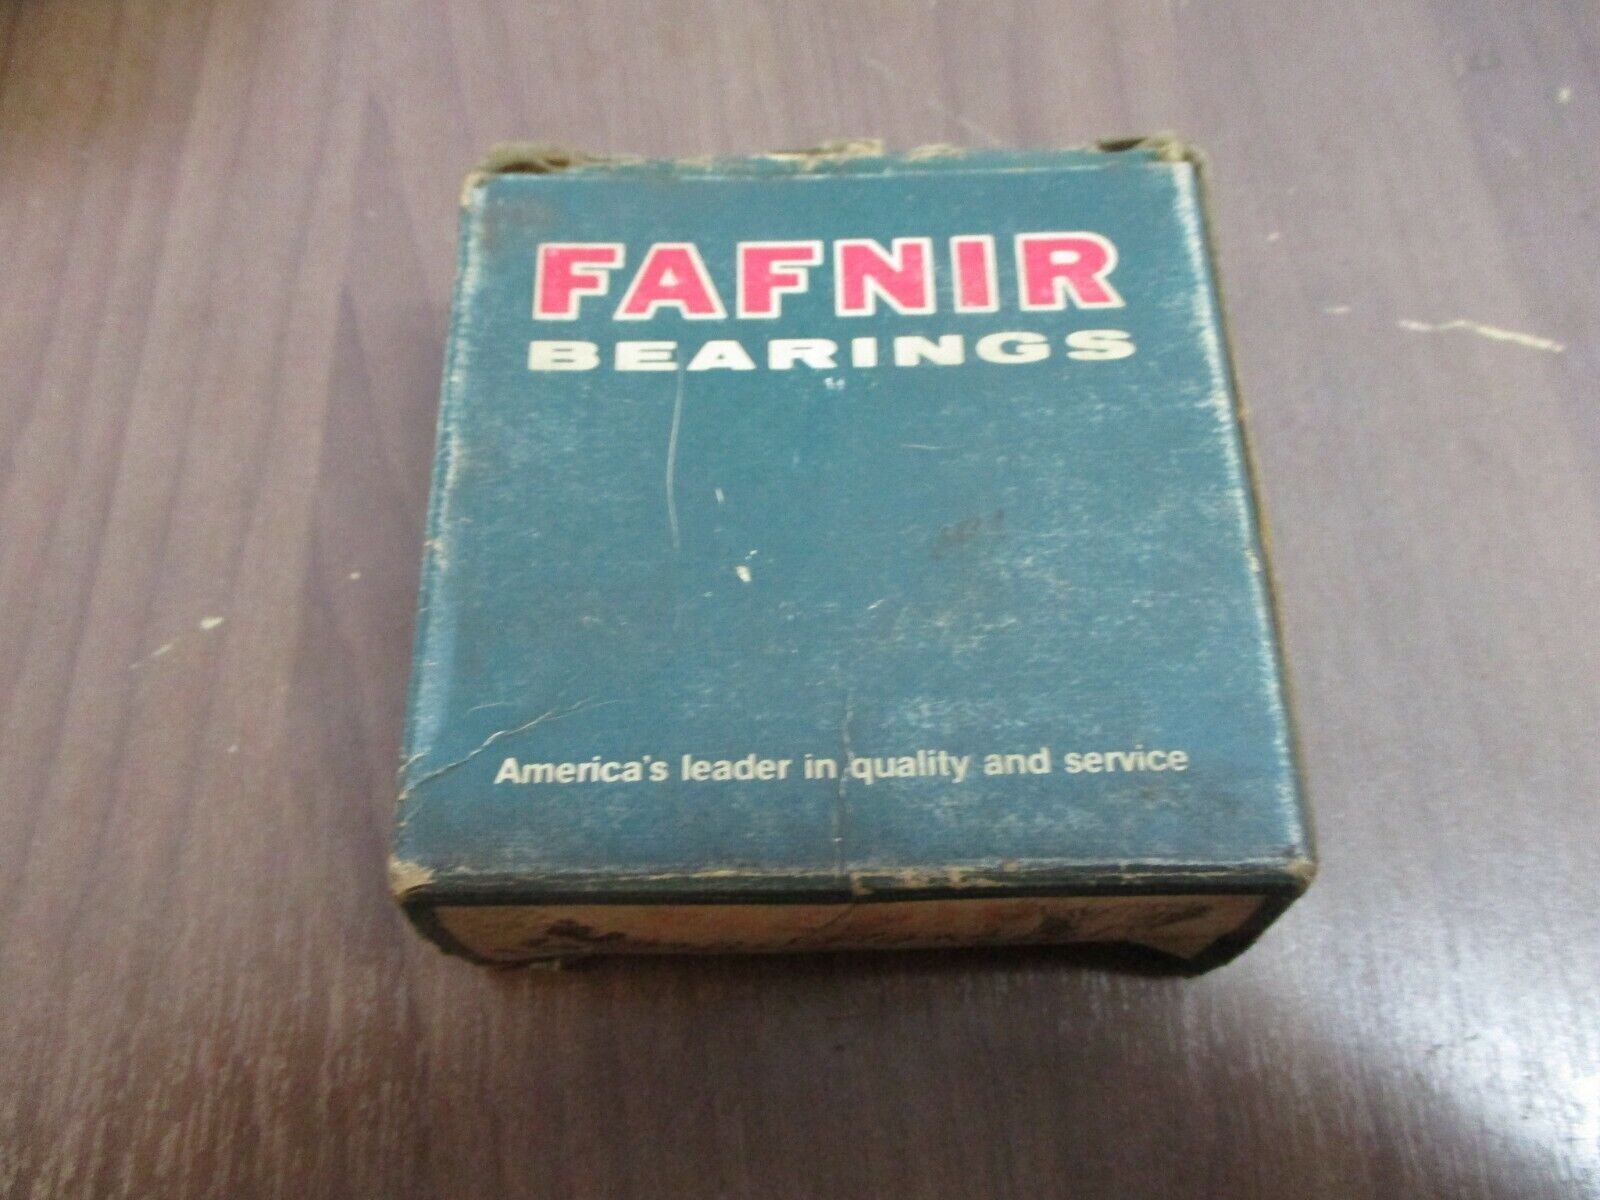 FAFNIR
BEARINGS
America's leader in quality and service